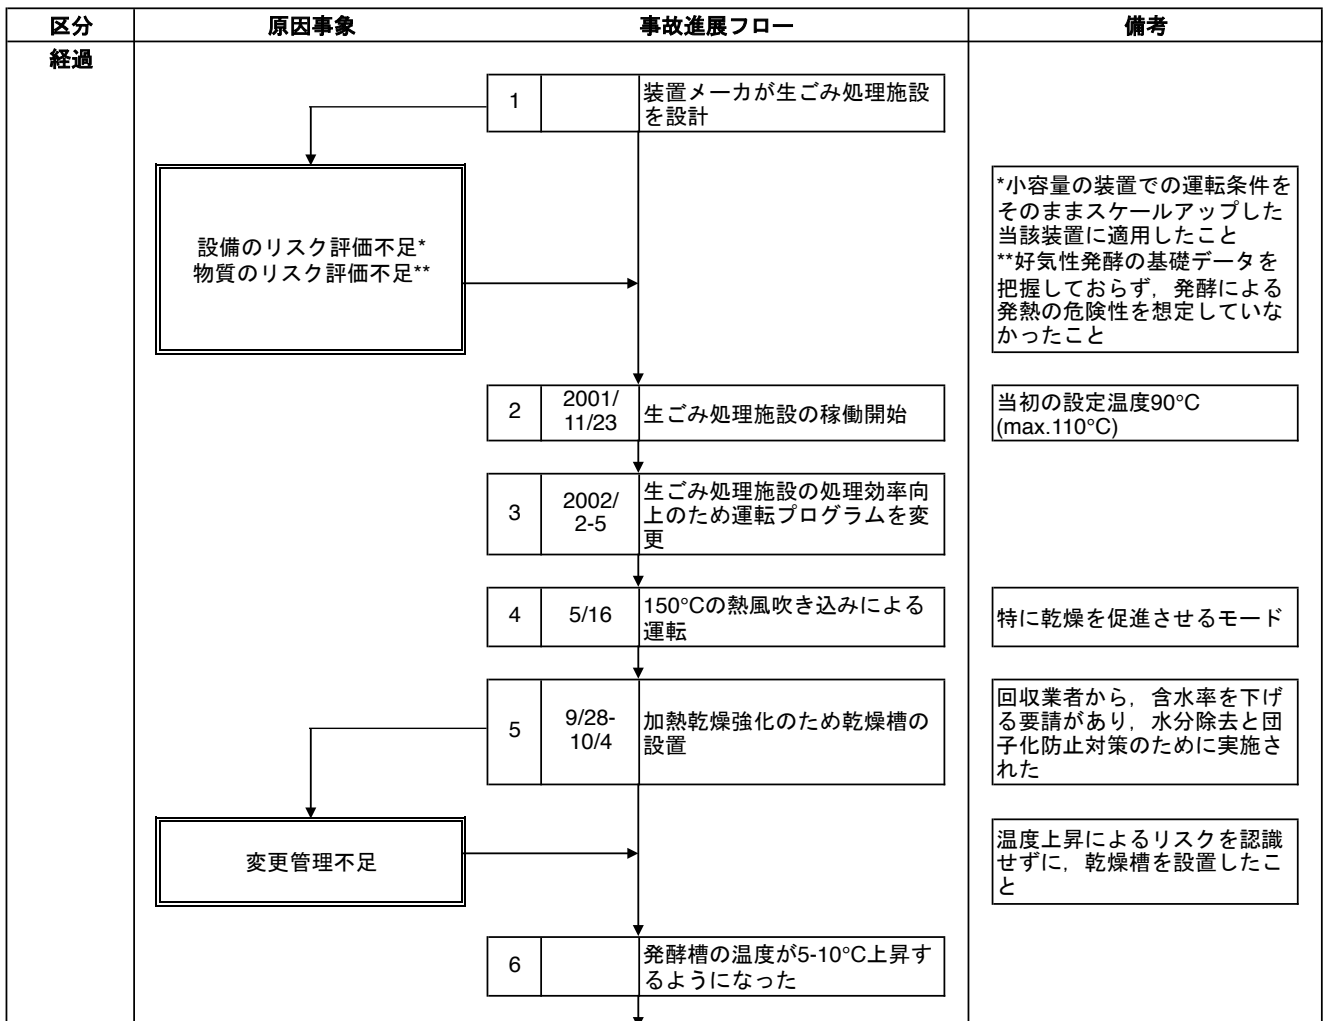 区分
原因事象
事故進展フロー
備考
経過
1
装置メーカが生ごみ処理施設
を設計
設備のリスク評価不足*
物質のリスク評価不足**
*小容量の装置での運転条件を
そのままスケールアップした
当該装置に適用したこと
**好気性発酵の基礎データを
把握しておらず，発酵による
発熱の危険性を想定していな
かったこと
2
2001/
11/23
生ごみ処理施設の稼働開始
当初の設定温度90°C
(max.110°C)
3
2002/
2-5
生ごみ処理施設の処理効率向
上のため運転プログラムを変
更
4
5/16
150°Cの熱風吹き込みによる
運転
特に乾燥を促進させるモード
5
9/28-
10/4
加熱乾燥強化のため乾燥槽の
設置
回収業者から，含水率を下げ
る要請があり，水分除去と団
子化防止対策のために実施さ
れた
変更管理不足
温度上昇によるリスクを認識
せずに，乾燥槽を設置したこ
と
6
発酵槽の温度が5-10°C上昇す
るようになった